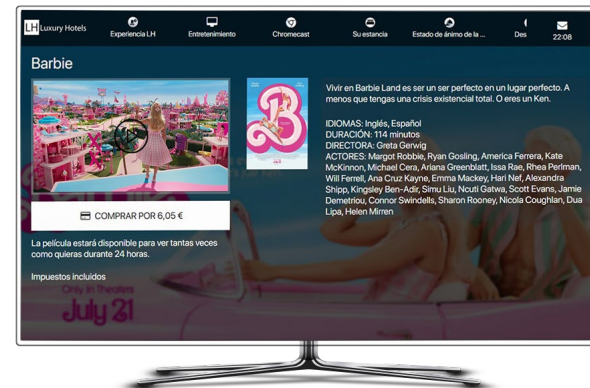 LH Luxury Hotels
Experiencia LH
Entretenimiento
Chromecast
Su estancia
Estado de ánimo de la ...
Des
22:08
Barbie
Vivir en Barbie Land es ser un ser perfecto en un lugar perfecto. A
menos que tengas una crisis existencial total. O eres un Ken.
IDIOMAS: Inglés, Español
DURACIÓN: 114 minutos
DIRECTORA: Greta Gerwig
ACTORES: Margot Robbie, Ryan Gosling, America Ferrera, Kate
McKinnon, Michael Cera, Ariana Greenblatt, Issa Rae, Rhea Perlman,
Will Ferrell, Ana Cruz Kayne, Emma Mackey, Hari Nef, Alexandra
Shipp, Kingsley Ben-Adir, Simu Liu, Ncuti Gatwa, Scott Evans, Jamie
Demetriou, Connor Swindells, Sharon Rooney, Nicola Coughlan, Dua
Lipa, Helen Mirren
COMPRAR POR 6,05 €
La película estará disponible para ver tantas veces
como quieras durante 24 horas.
Impuestos incluidos
Only in Theaters
July 21